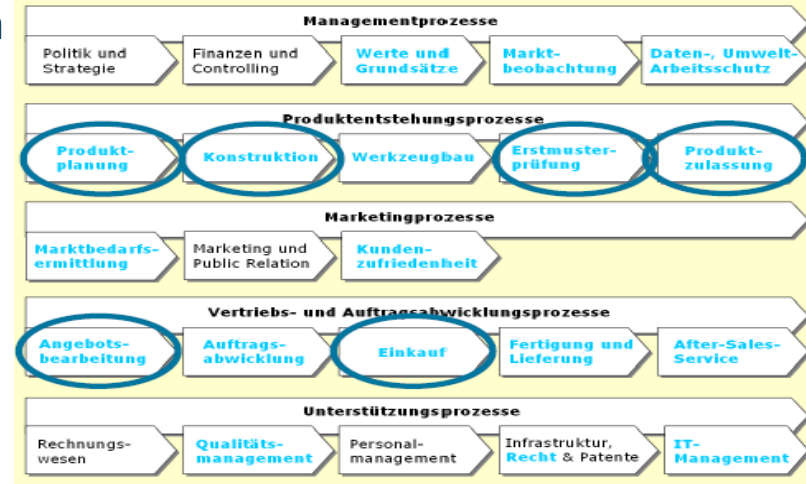 Managementprozesse
Politik und
Strategie
Finanzen und
Controlling
Werte und
Grundsätze
Markt-
beobachtung
Daten-, Umwelt-
Arbeitsschutz
Produktentstehungsprozesse
Produkt-
planung
Konstruktion
Werkzeugbau
Erstmuster-
prüfung
Produkt-
zulassung
Marketingprozesse
Marktbedarfs-
ermittlung
Marketing und
Public Relation
Kunden-
zufriedenheit
Vertriebs- und Auftragsabwicklungsprozesse
Angebots-
bearbeitung
Auftrags-
abwicklung
Einkauf
Fertigung und
Lieferung
After-Sales-
Service
Unterstützungsprozesse
Rechnungs-
wesen
Qualitäts-
management
Personal-
management
Infrastruktur,
Recht & Patente
IT-
Management